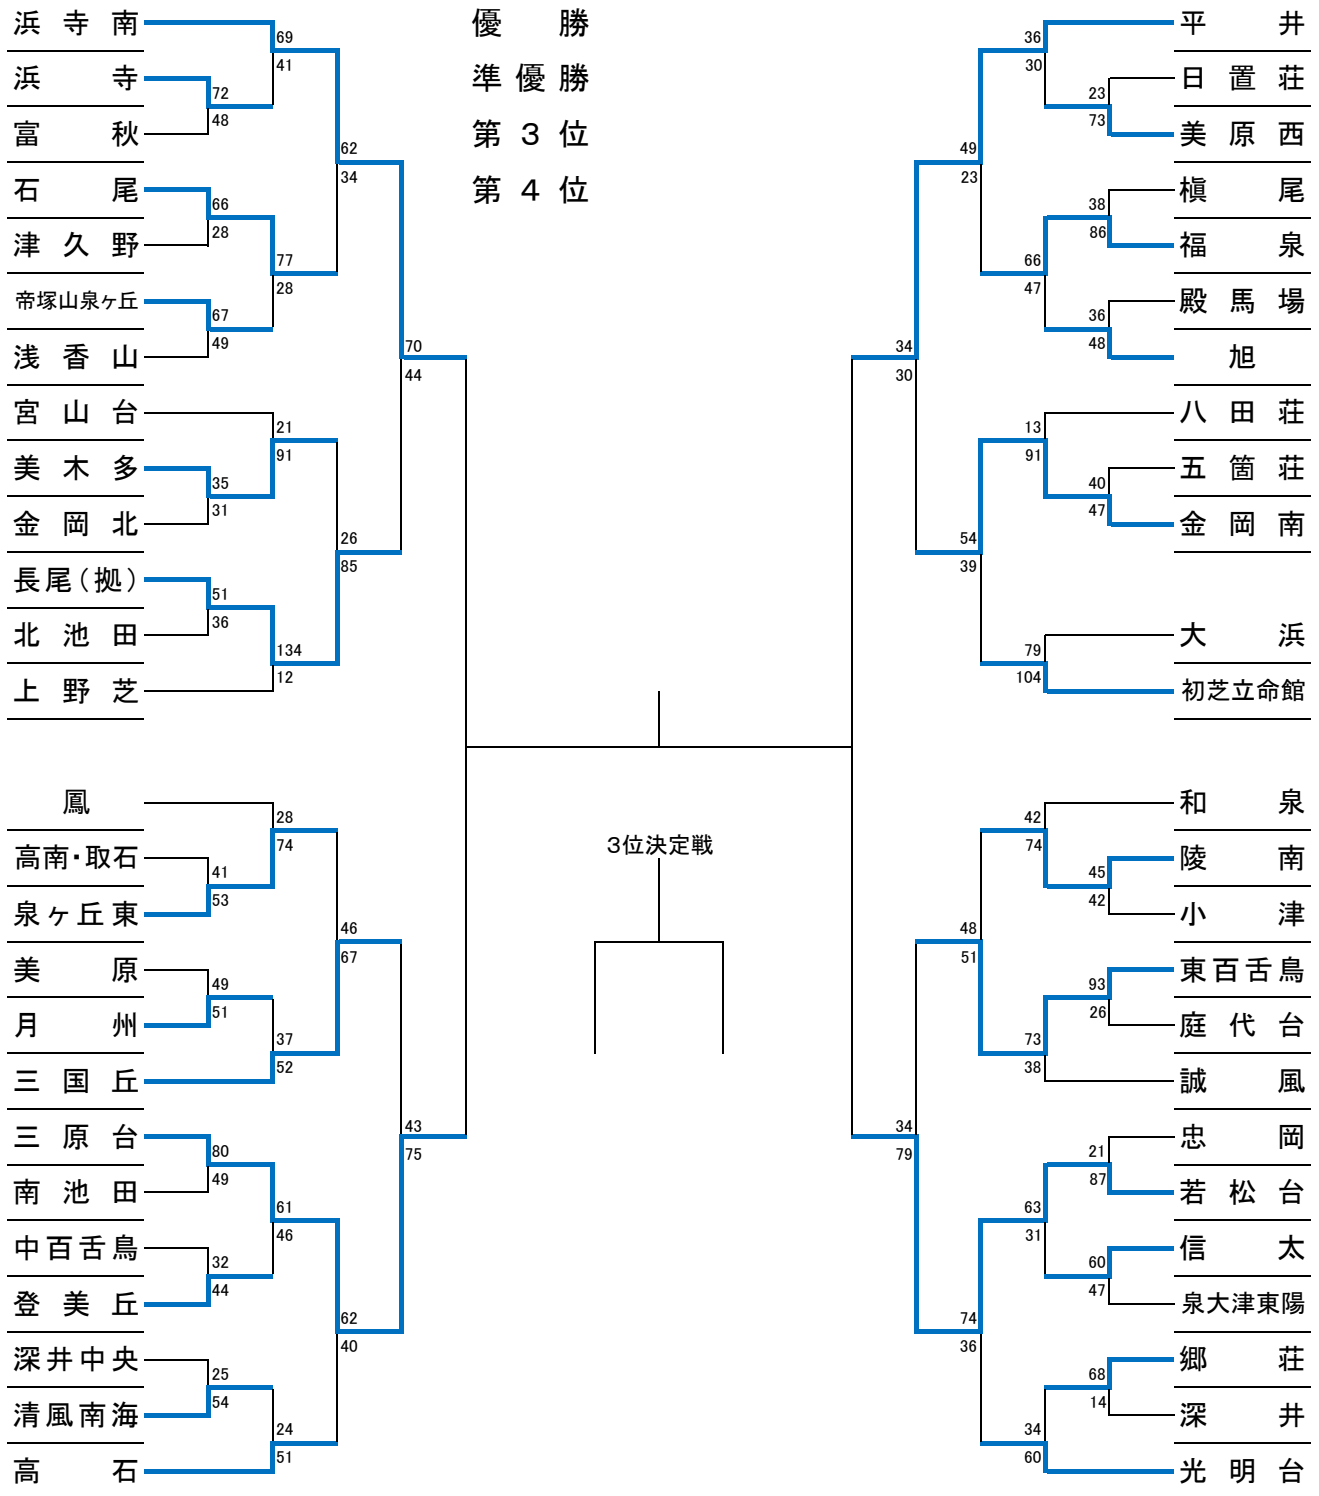 優勝
準優勝
第3位
第4位
浜寺南
69
41
浜寺
72
48
富秋
62
34
石尾
66
28
津久野
77
28
帝塚山泉ヶ丘
67
49
浅香山
70
44
宮山台
21
91
美木多
35
31
金岡北
26
85
長尾(拠)
51
36
北池田
134
12
上野芝
鳳
28
74
高南・取石
41
53
泉ヶ丘東
46
67
美原
49
51
月州
37
52
三国丘
43
75
三原台
80
49
南池田
61
46
中百舌鳥
32
44
登美丘
62
40
深井中央
25
54
清風南海
24
51
高石
3位決定戦
平井
36
30
日置荘
23
73
美原西
49
23
槇尾
38
86
福泉
66
47
殿馬場
36
48
旭
34
30
八田荘
13
91
五箇荘
40
47
金岡南
54
39
大浜
79
104
初芝立命館
和泉
42
74
陵南
45
42
小津
48
51
東百舌鳥
93
26
庭代台
73
38
誠風
34
79
忠岡
21
87
若松台
63
31
信太
60
47
泉大津東陽
74
36
郷荘
68
14
深井
34
60
光明台